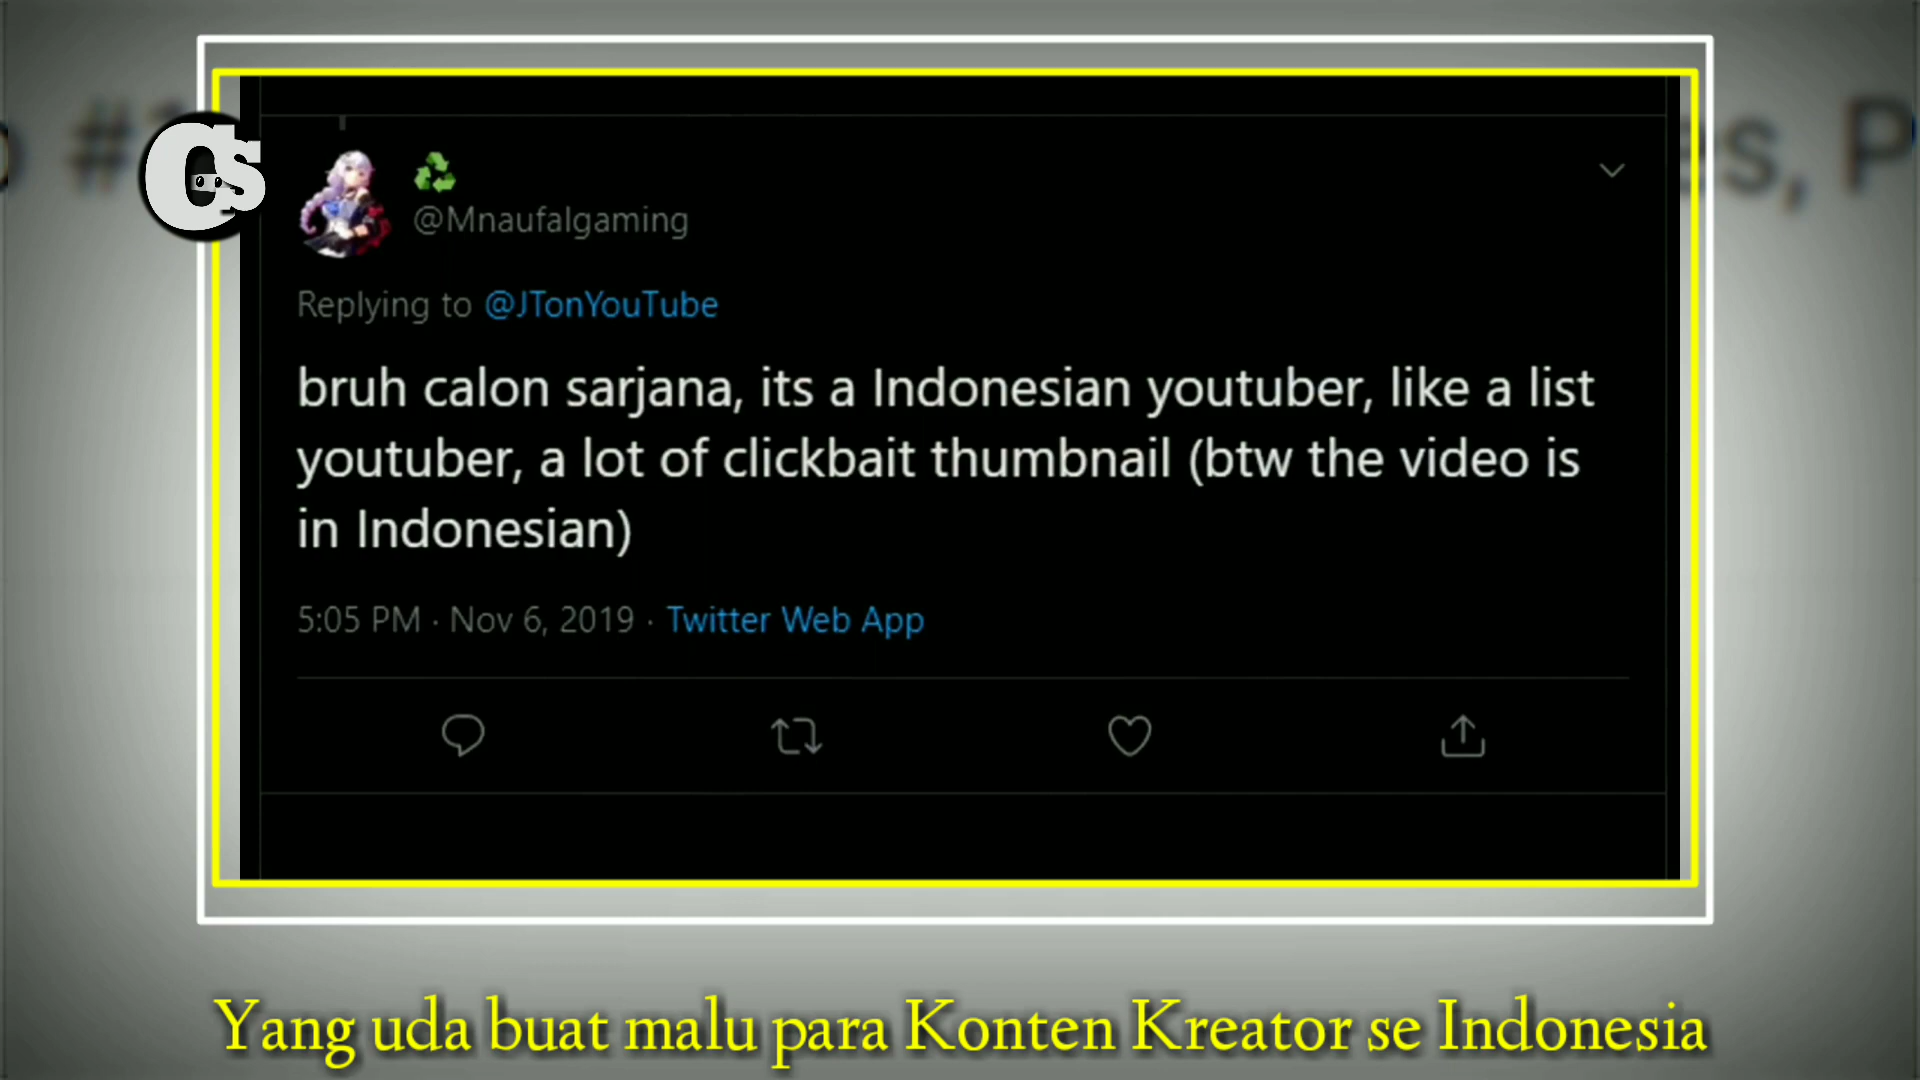 Cs
@Mnaufalgaming
Replying to @JTonYouTube
bruh calon sarjana, its a Indonesian youtuber, like a list
youtuber, a lot of clickbait thumbnail (btw the video is
in Indonesian)
5:05 PM · Nov 6, 2019 · Twitter Web App
Yang uda buat malu para Konten Kreator se Indonesia